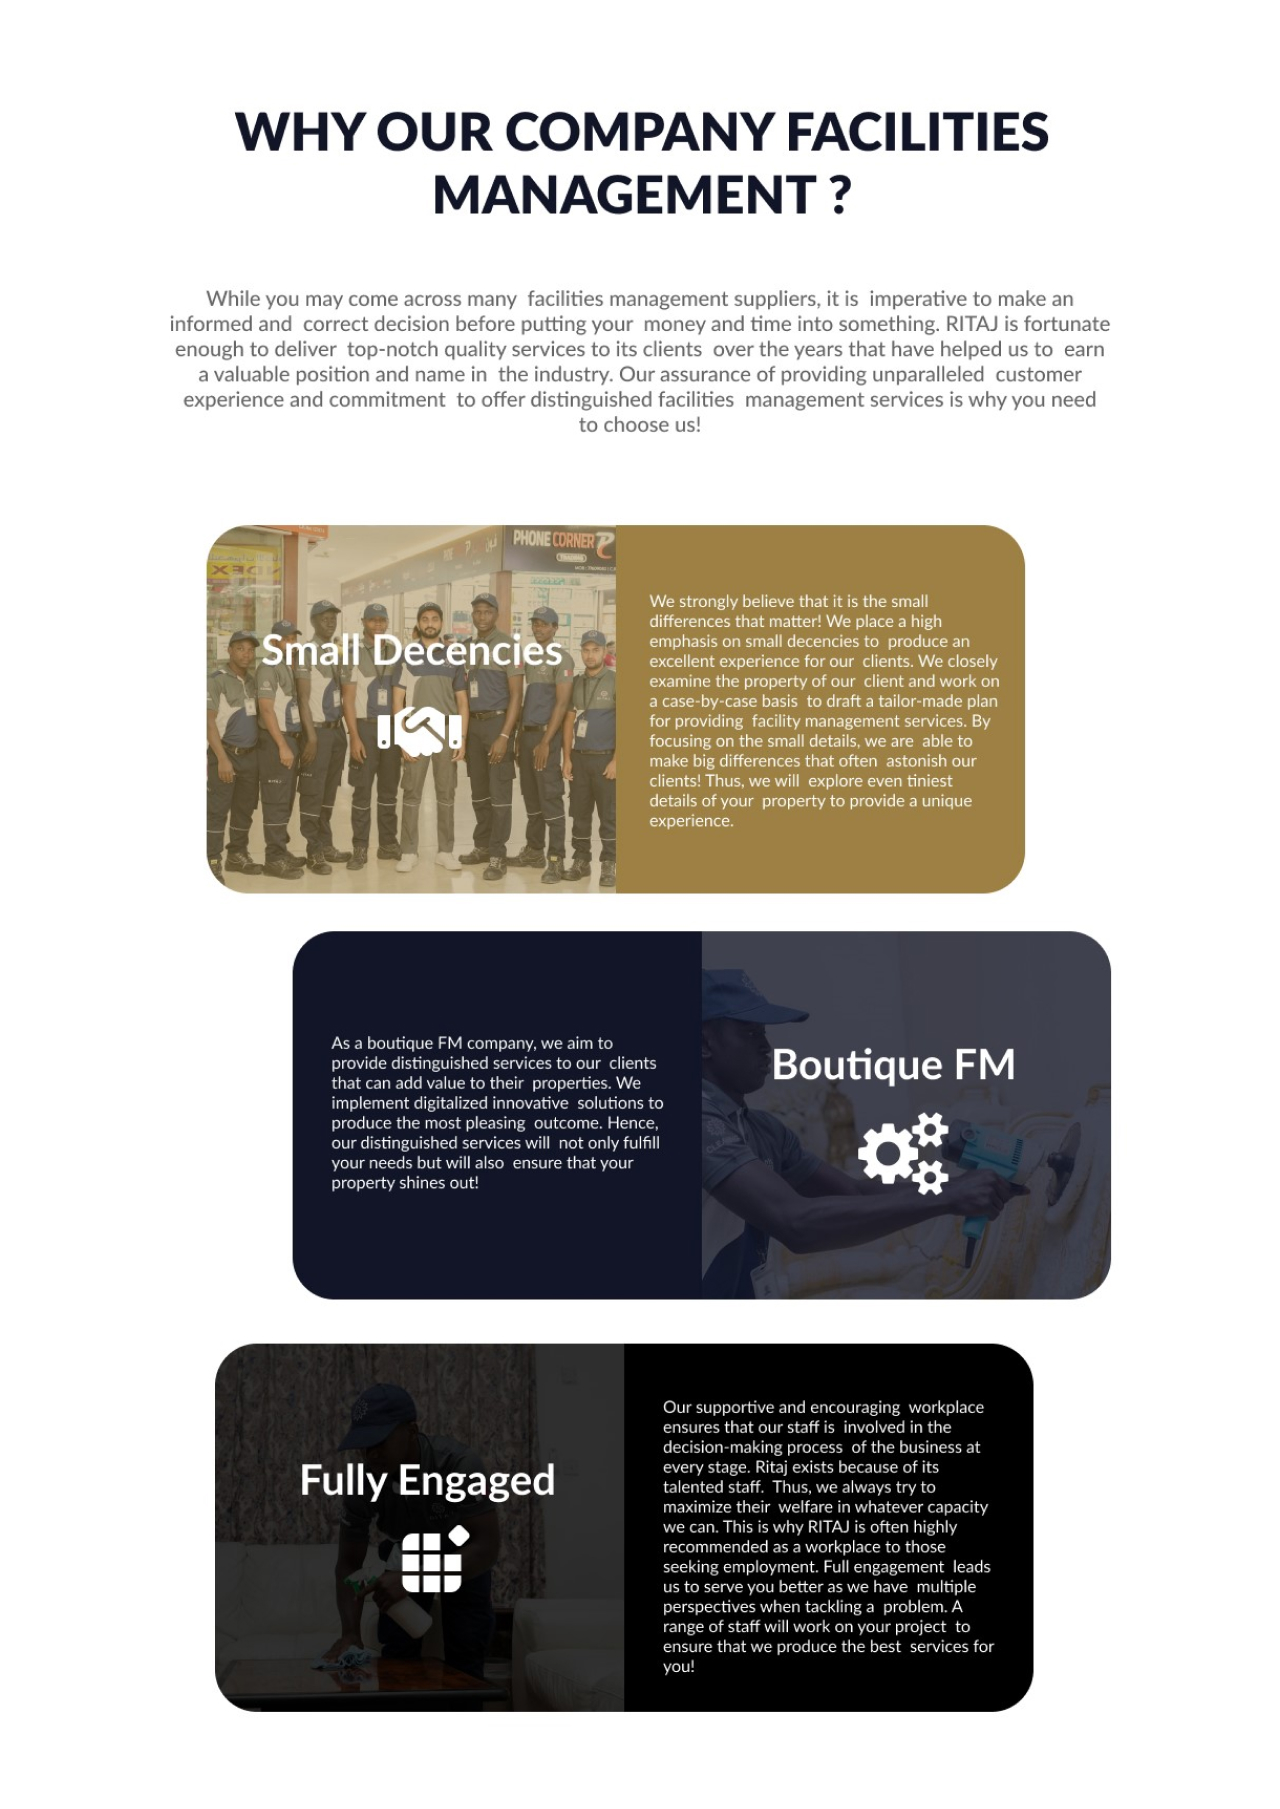 WHY OUR COMPANY FACILITIES
MANAGEMENT ?
While you may come across many  facilities management suppliers, it is  imperative to make an
informed and  correct decision before putting your  money and time into something. RITAJ is fortunate
enough to deliver  top-notch quality services to its clients  over the years that have helped us to  earn
a valuable position and name in  the industry. Our assurance of providing unparalleled  customer
experience and commitment  to offer distinguished facilities  management services is why you need
to choose us!
PHONE CORNER
Small Decencies
We strongly believe that it is the small
differences that matter! We place a high
emphasis on small decencies to  produce an
excellent experience for our  clients. We closely
examine the property of our  client and work on
a case-by-case basis  to draft a tailor-made plan
for providing  facility management services. By
focusing on the small details, we are  able to
make big differences that often  astonish our
clients! Thus, we will  explore even tiniest
details of your  property to provide a unique
experience.
As a boutique FM company, we aim to
provide distinguished services to our  clients
that can add value to their  properties. We
implement digitalized innovative  solutions to
produce the most pleasing  outcome. Hence,
our distinguished services will  not only fulfill
your needs but will also  ensure that your
property shines out!
Boutique FM
Fully Engaged
Our supportive and encouraging  workplace
ensures that our staff is  involved in the
decision-making process  of the business at
every stage. Ritaj exists because of its
talented staff.  Thus, we always try to
maximize their  welfare in whatever capacity
we can. This is why RITAJ is often highly
recommended as a workplace to those
seeking employment. Full engagement  leads
us to serve you better as we have  multiple
perspectives when tackling a  problem. A
range of staff will work on your project  to
ensure that we produce the best  services for
you!